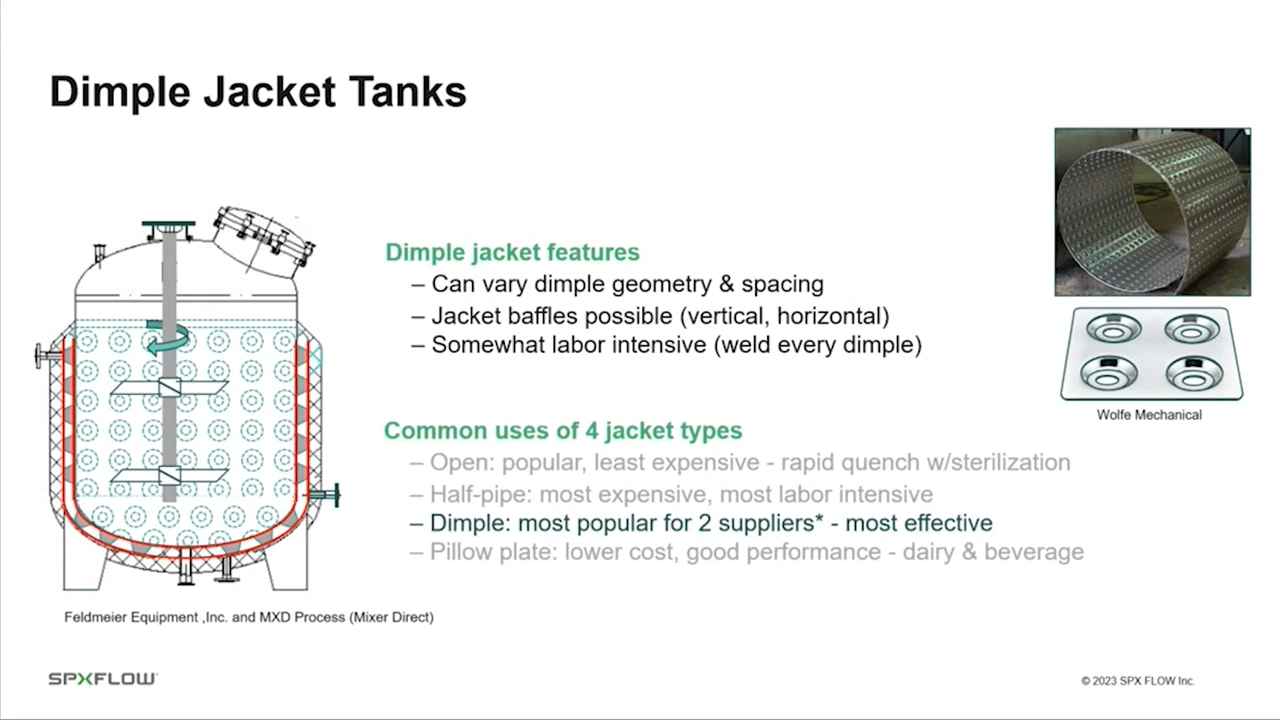 Dimple Jacket Tanks
Dimple jacket features
– Can vary dimple geometry & spacing
– Jacket baffles possible (vertical, horizontal)
– Somewhat labor intensive (weld every dimple)
Wolfe Mechanical
Common uses of 4 jacket types
– Open: popular, least expensive - rapid quench w/sterilization
– Half-pipe: most expensive, most labor intensive
– Dimple: most popular for 2 suppliers* - most effective
– Pillow plate: lower cost, good performance - dairy & beverage
Feldmeier Equipment ,Inc. and MXD Process (Mixer Direct)
SPXFLOW
© 2023 SPX FLOW Inc.